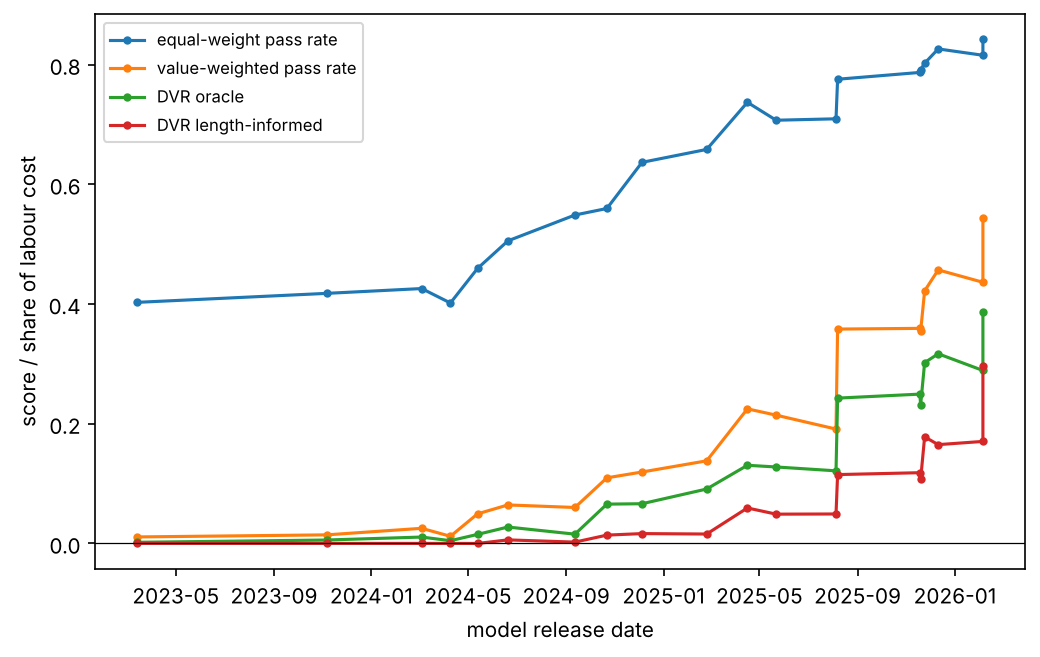 equal-weight pass rate
value-weighted pass rate
DVR oracle
DVR length-informed
score / share of labour cost
0.8
0.6
0.4
0.2
0.0
2023-05 2023-09 2024-01 2024-05 2024-09 2025-01 2025-05 2025-09 2026-01
model release date